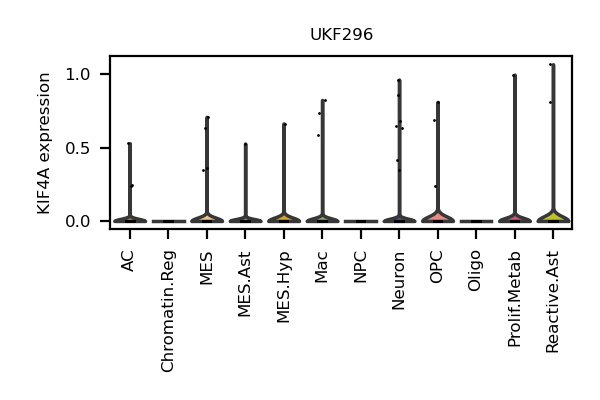 UKF296
KIF4A expression
1.0
0.5
0.0
AC
Chromatin.Reg
MES
MES.Ast
MES.Hyp
Mac
NPC
Neuron
OPC
Oligo
Prolif.Metab
Reactive.Ast